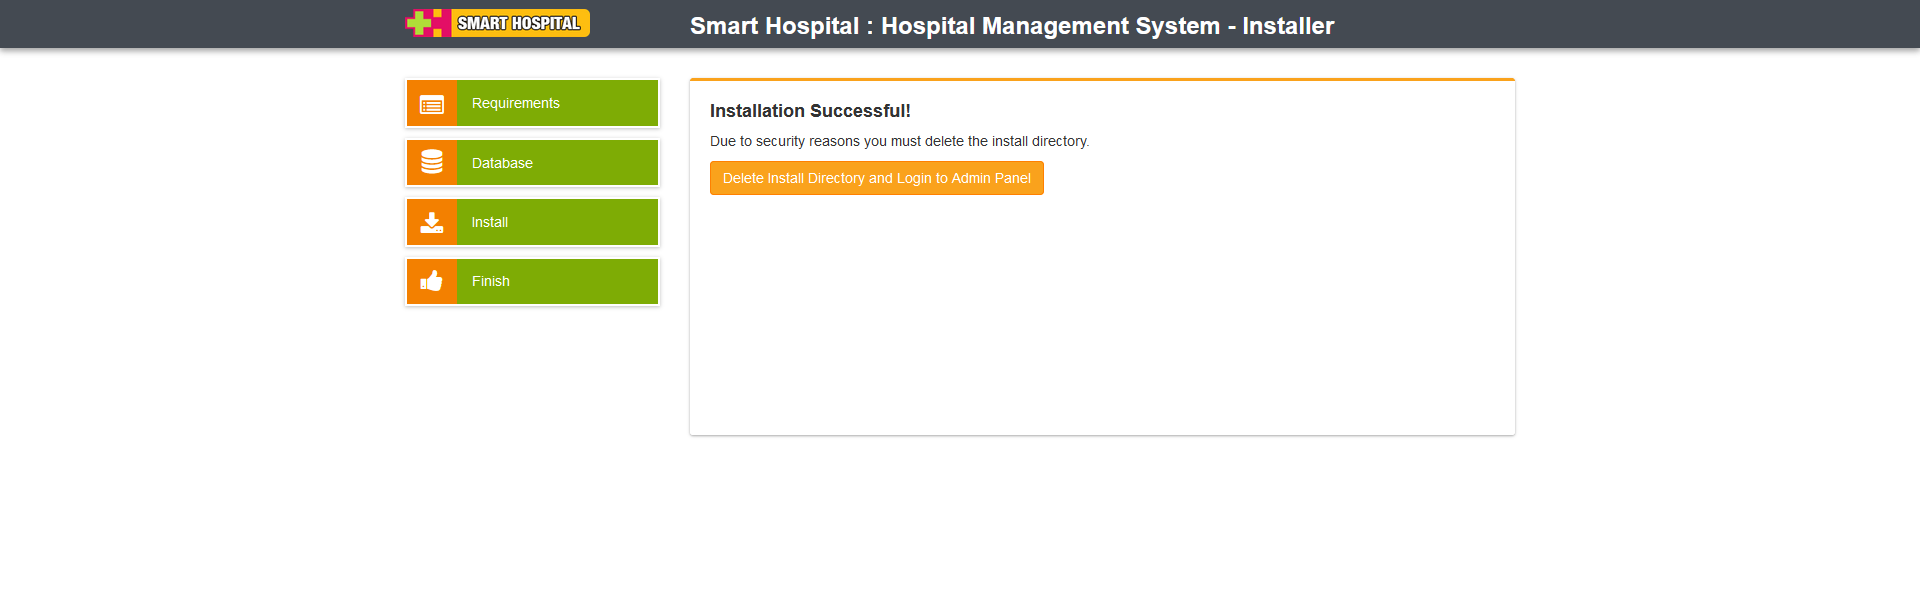 SMART HOSPITAL
Smart Hospital : Hospital Management System - Installer
Requirements
Database
Install
Finish
Installation Successful!
Due to security reasons you must delete the install directory.
Delete Install Directory and Login to Admin Panel